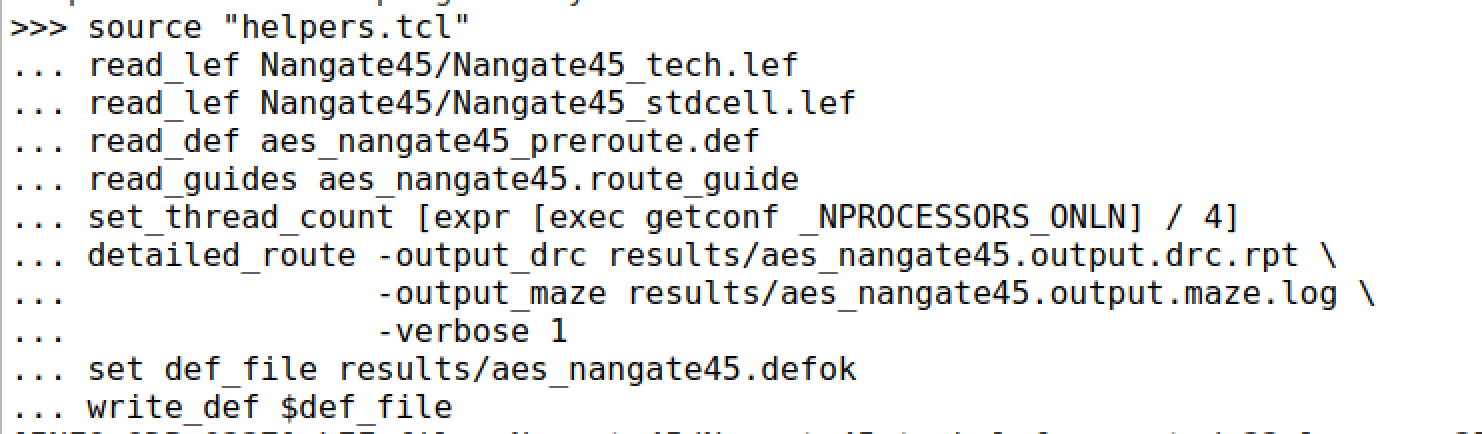 >>> source "helpers.tcl"
... read_lef Nangate45/Nangate45_tech.lef
... read_lef Nangate45/Nangate45_stdcell.lef
... read_def aes_nangate45_preroute.def
... read_guides aes_nangate45.route_guide
... set_thread_count [expr [exec getconf _NPROCESSORS_ONLN] / 4]
... detailed_route -output_drc results/aes_nangate45.output.drc.rpt \
...                -output_maze results/aes_nangate45.output.maze.log \
...                -verbose 1
... set def_file results/aes_nangate45.defok
... write_def $def_file